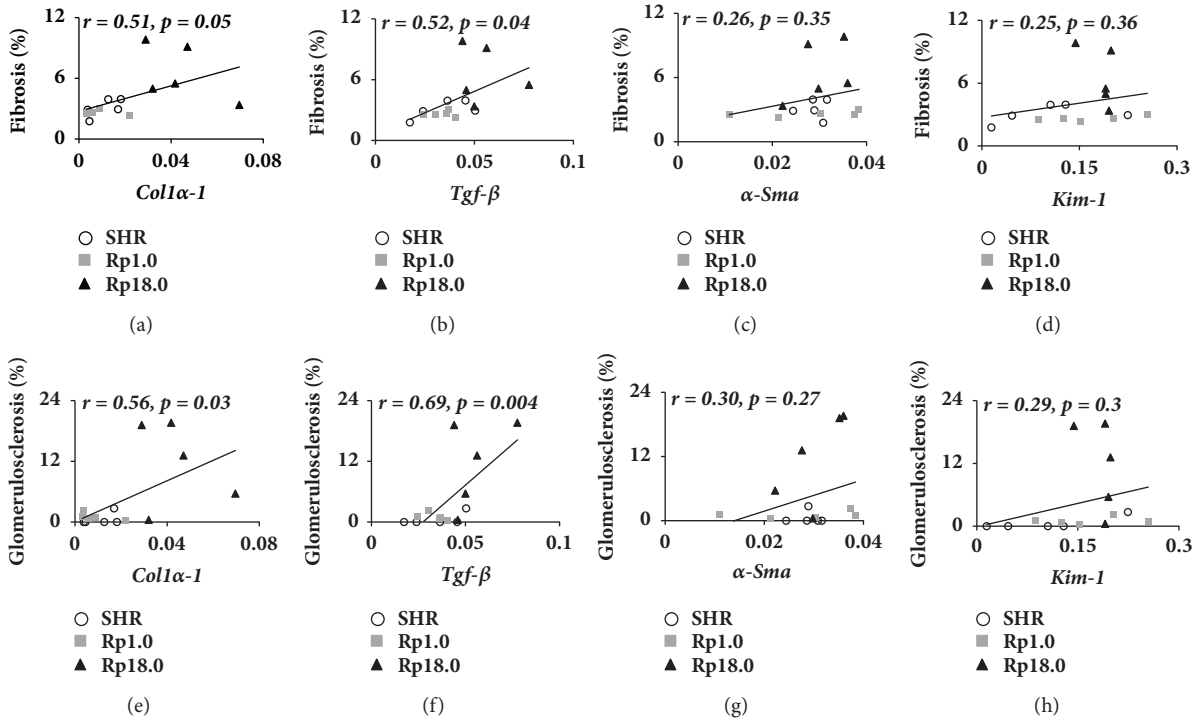 Fibrosis (%)
12
6
0
r = 0.51, p = 0.05
0
0.04
0.08
Col1α-1
SHR
Rp1.0
Rp18.0
(a)
Fibrosis (%)
12
6
0
r = 0.52, p = 0.04
0
0.05
0.1
Tgf-β
SHR
Rp1.0
Rp18.0
(b)
Fibrosis (%)
12
6
0
r = 0.26, p = 0.35
0
0.02
0.04
α-Sma
SHR
Rp1.0
Rp18.0
(c)
Fibrosis (%)
12
6
0
r = 0.25, p = 0.36
0
0.15
0.3
Kim-1
SHR
Rp1.0
Rp18.0
(d)
Glomerulosclerosis (%)
24
12
0
r = 0.56, p = 0.03
0
0.04
0.08
Col1α-1
SHR
Rp1.0
Rp18.0
(e)
Glomerulosclerosis (%)
24
12
0
r = 0.69, p = 0.004
0
0.05
0.1
Tgf-β
SHR
Rp1.0
Rp18.0
(f)
Glomerulosclerosis (%)
24
12
0
r = 0.30, p = 0.27
0
0.02
0.04
α-Sma
SHR
Rp1.0
Rp18.0
(g)
Glomerulosclerosis (%)
24
12
0
r = 0.29, p = 0.3
0
0.15
0.3
Kim-1
SHR
Rp1.0
Rp18.0
(h)